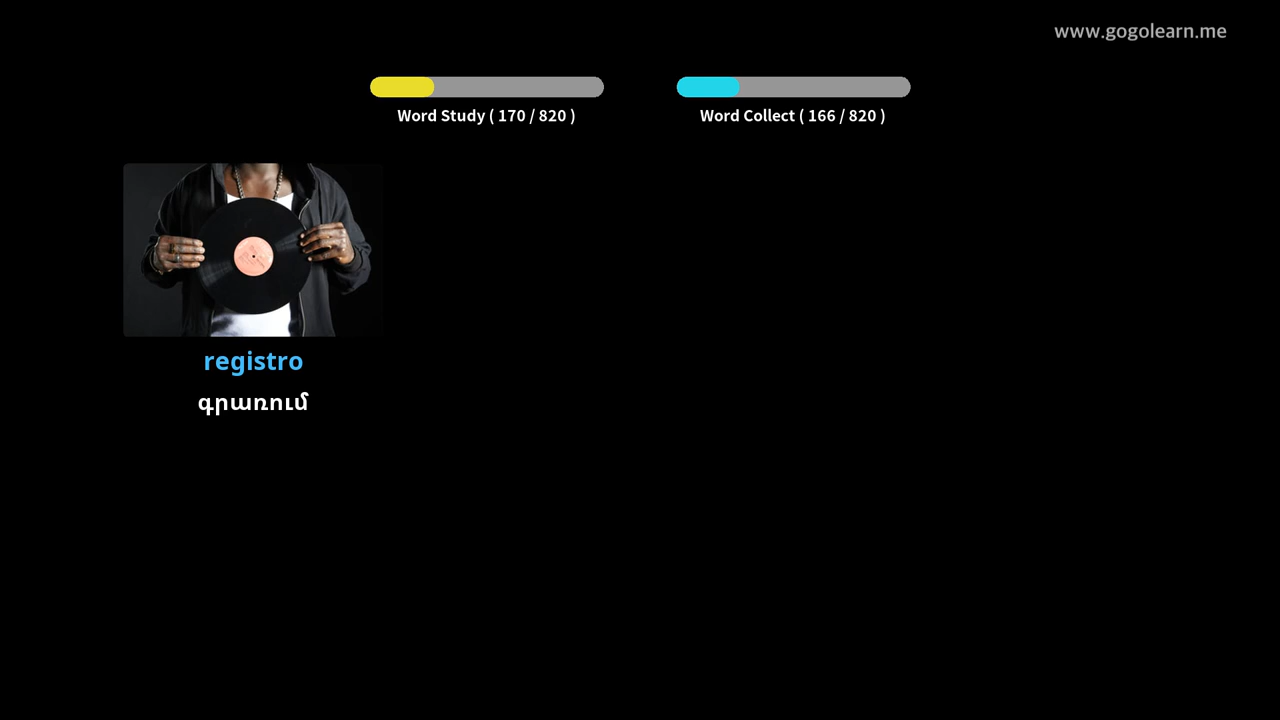 www.gogolearn.me
Word Study ( 170 / 820 )
Word Collect ( 166 / 820 )
registro
գրառում